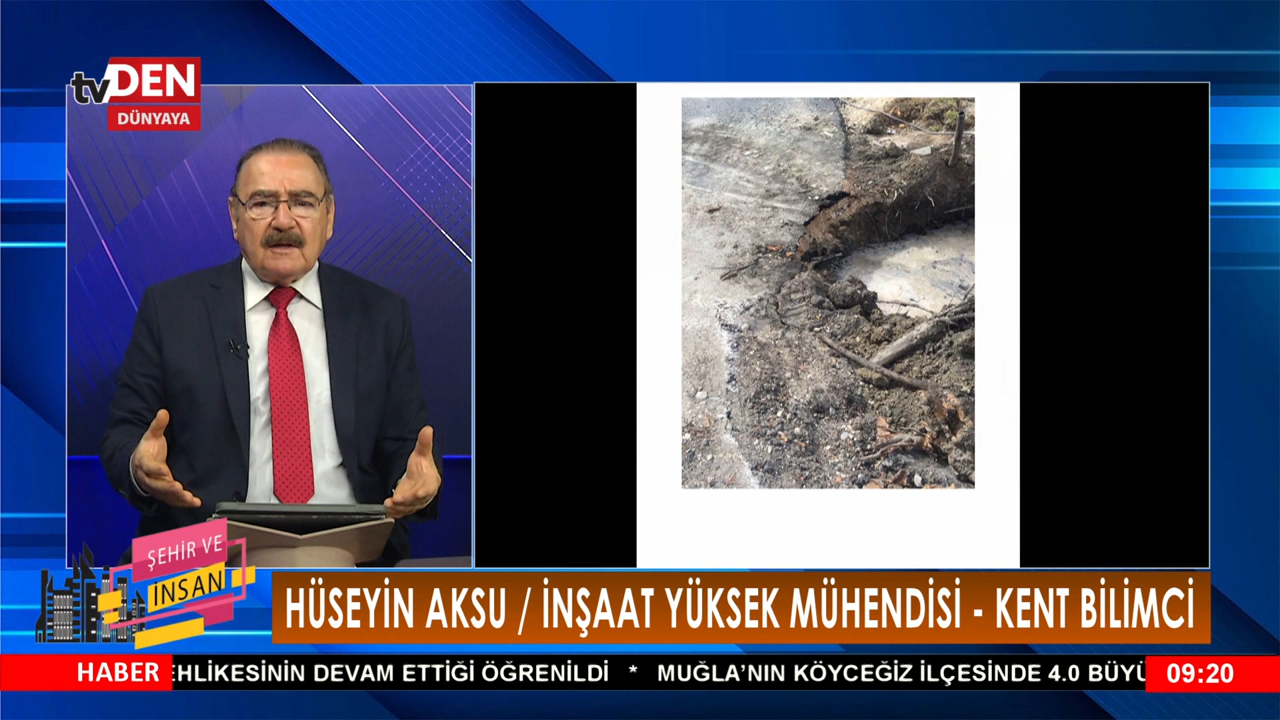 tvDEN
DÜNYAYA
ŞEHİR VE
İNSAN
HÜSEYİN AKSU / İNŞAAT YÜKSEK MÜHENDİSİ - KENT BİLİMCİ
HABER
EHLİKESİNİN DEVAM ETTİĞİ ÖĞRENİLDİ * MUĞLA’NIN KÖYCEĞİZ İLÇESİNDE 4.0 BÜYÜ
09:20